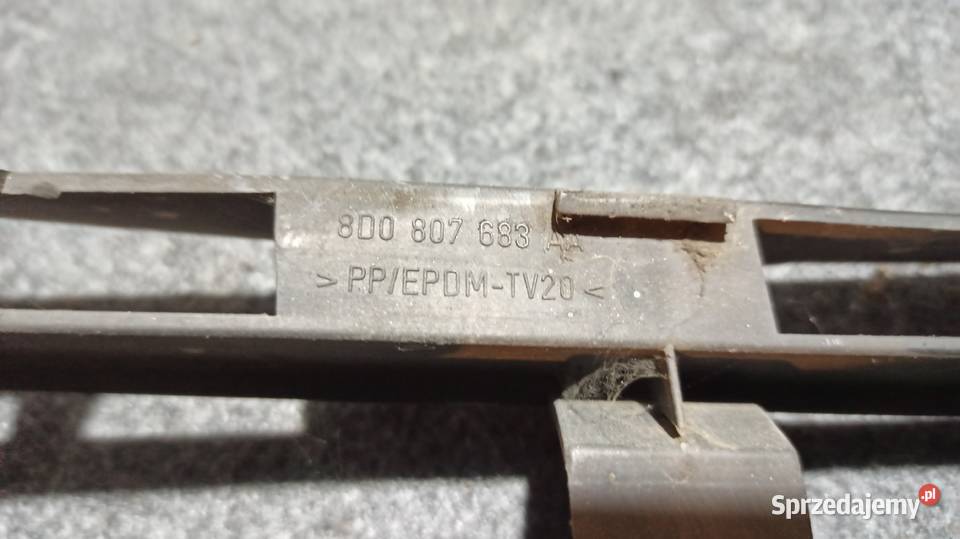 8D0 807 683 AA
>PP/EPDM-TV20<
Sprzedajemy.pl